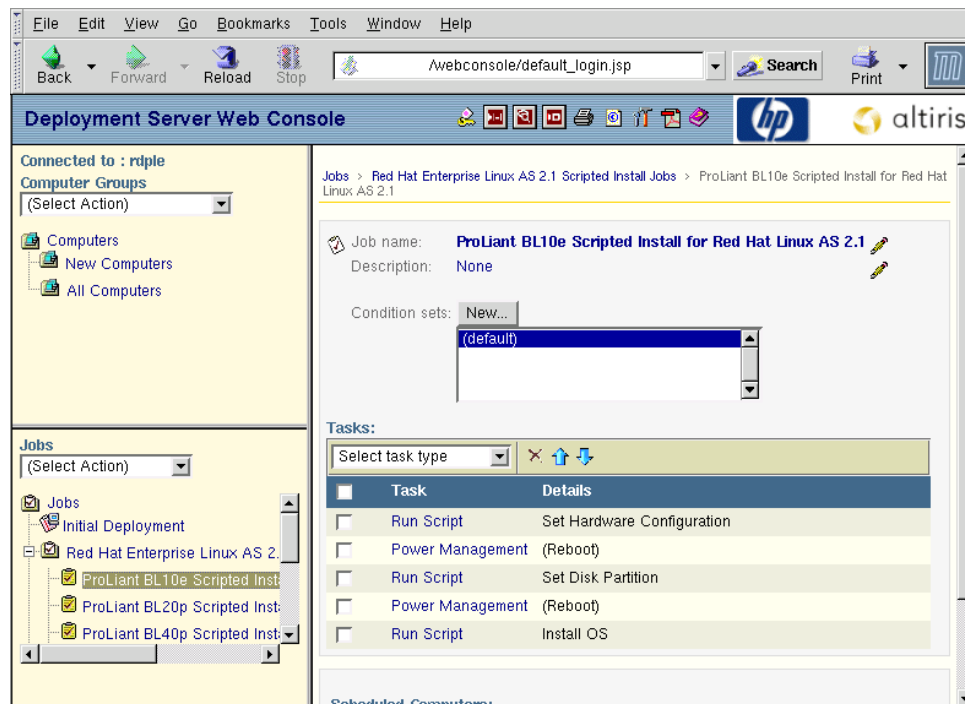 File Edit View Go Bookmarks Tools Window Help
Back Forward Reload Stop /webconsole/default_login.jsp Search Print
Deployment Server Web Console hp altiris
Connected to : rdple
Computer Groups
(Select Action)
Computers
New Computers
All Computers
Jobs
(Select Action)
Jobs
Initial Deployment
Red Hat Enterprise Linux AS 2.
ProLiant BL10e Scripted Inst
ProLiant BL20p Scripted Inst
ProLiant BL40p Scripted Inst
Jobs > Red Hat Enterprise Linux AS 2.1 Scripted Install Jobs > ProLiant BL10e Scripted Install for Red Hat
Linux AS 2.1
Job name: ProLiant BL10e Scripted Install for Red Hat Linux AS 2.1
Description: None
Condition sets: New...
(default)
Tasks:
Select task type
Task Details
Run Script Set Hardware Configuration
Power Management (Reboot)
Run Script Set Disk Partition
Power Management (Reboot)
Run Script Install OS
Scheduled Computers: